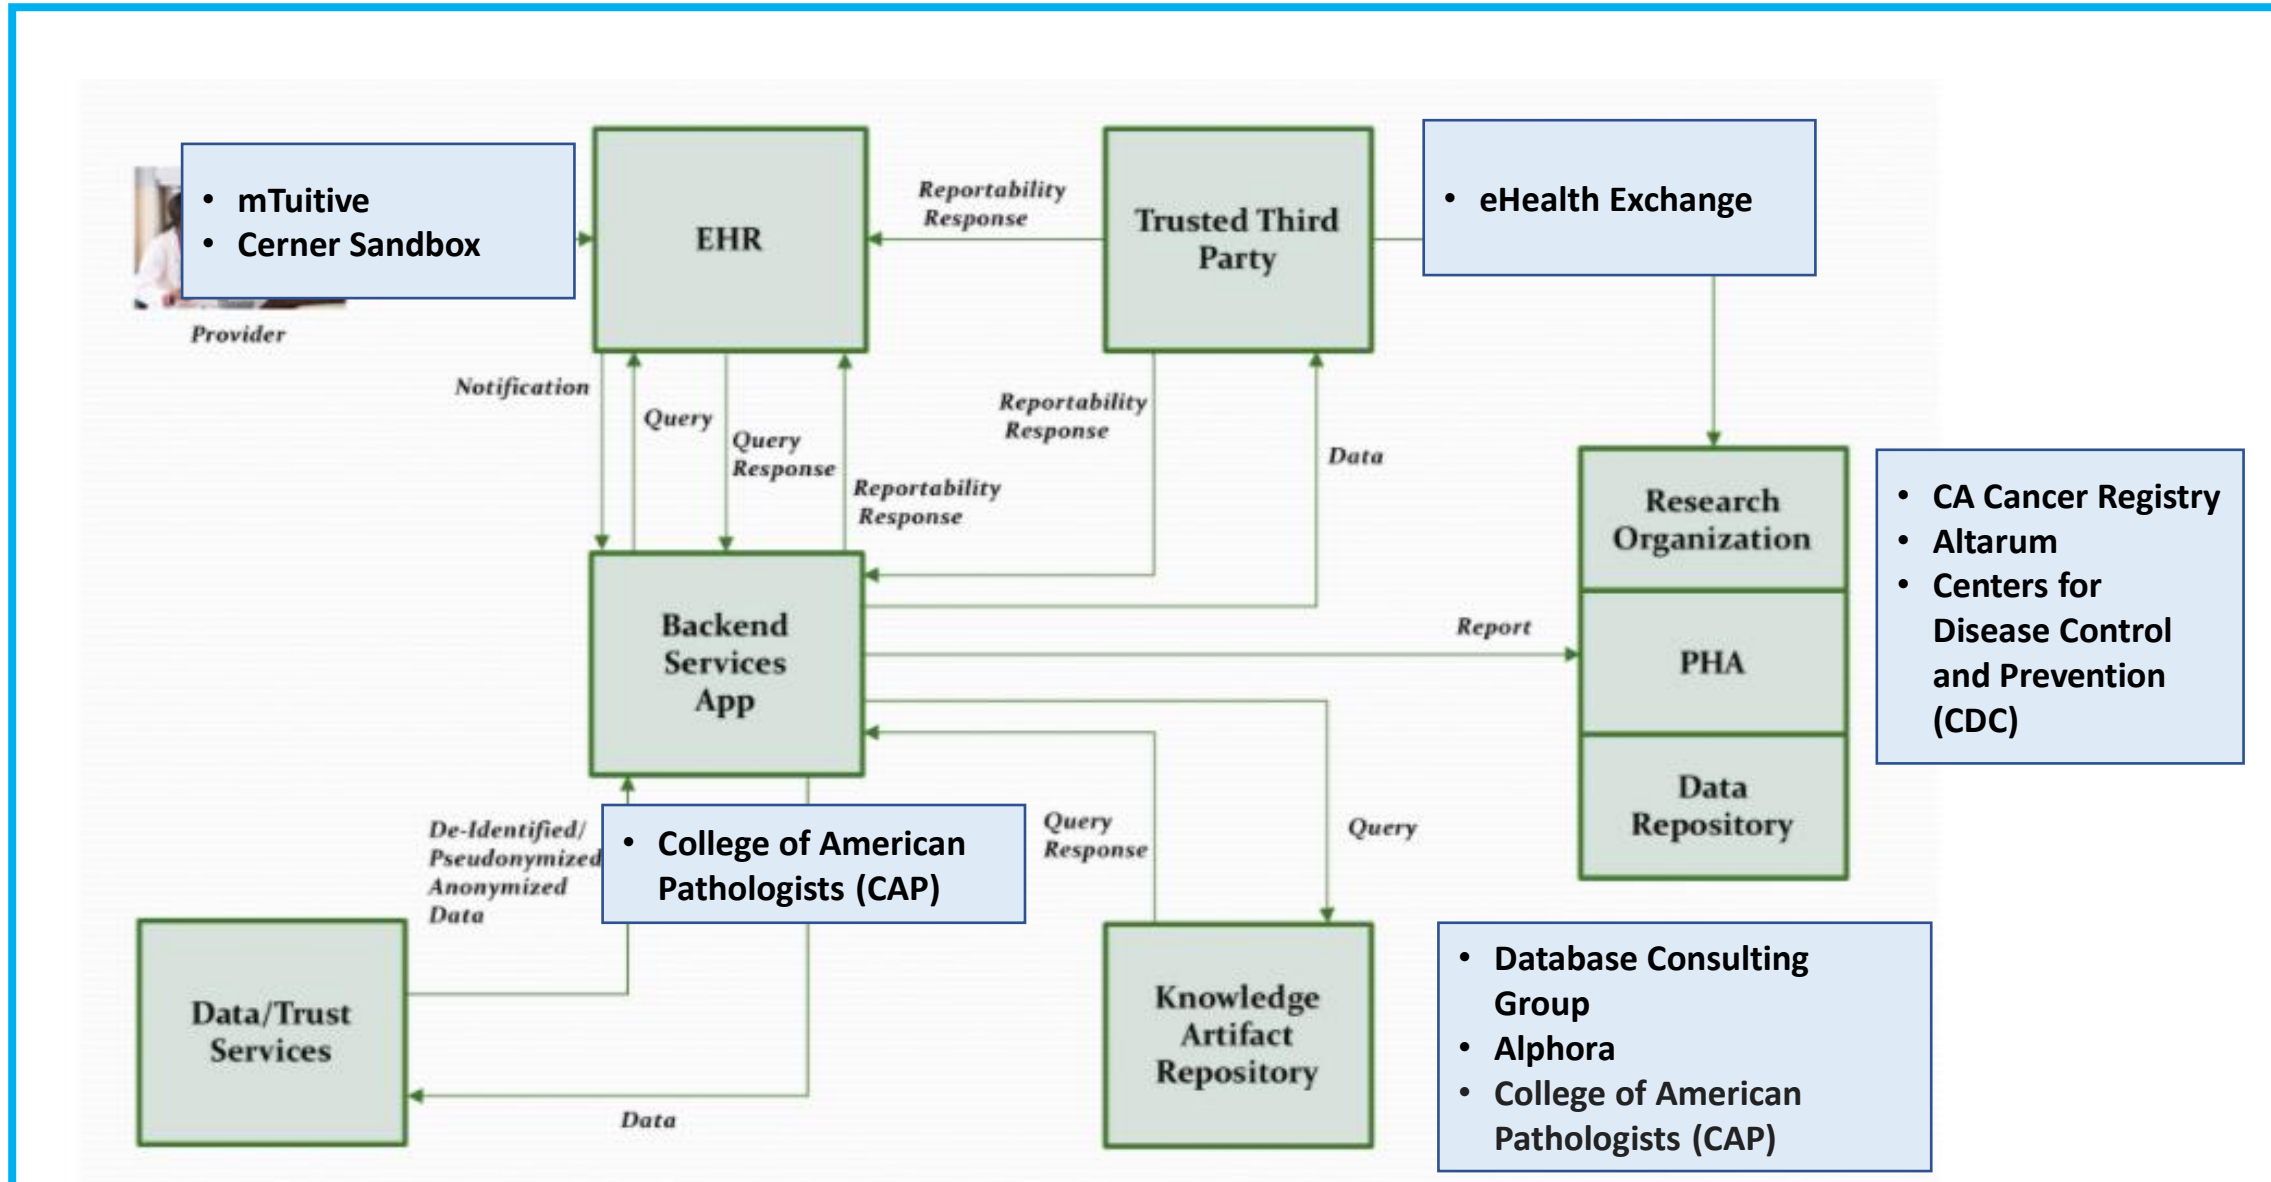 • mTuitive
• Cerner Sandbox
Provider
EHR
Reportability
Response
Trusted Third
Party
• eHealth Exchange
Notification
Query
Query
Response
Reportability
Response
Reportability
Response
Data
Research
Organization
PHA
Data
Repository
• CA Cancer Registry
• Altarum
• Centers for
Disease Control
and Prevention
(CDC)
Backend
Services
App
Report
De-Identified/
Pseudonymized
Anonymized
Data
• College of American
Pathologists (CAP)
Query
Response
Query
Data/Trust
Services
Data
Knowledge
Artifact
Repository
• Database Consulting
Group
• Alphora
• College of American
Pathologists (CAP)